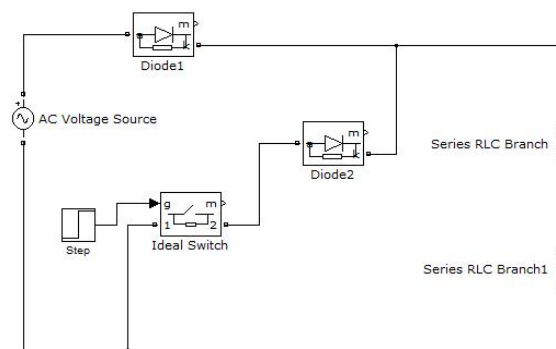 m
k
Diode1
+
AC Voltage Source
m
k
Diode2
Series RLC Branch
g m
1 2
Ideal Switch
Step
Series RLC Branch1